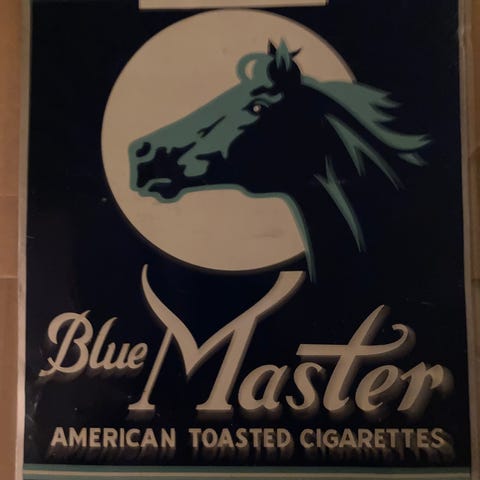 Blue Master
AMERICAN TOASTED CIGARETTES